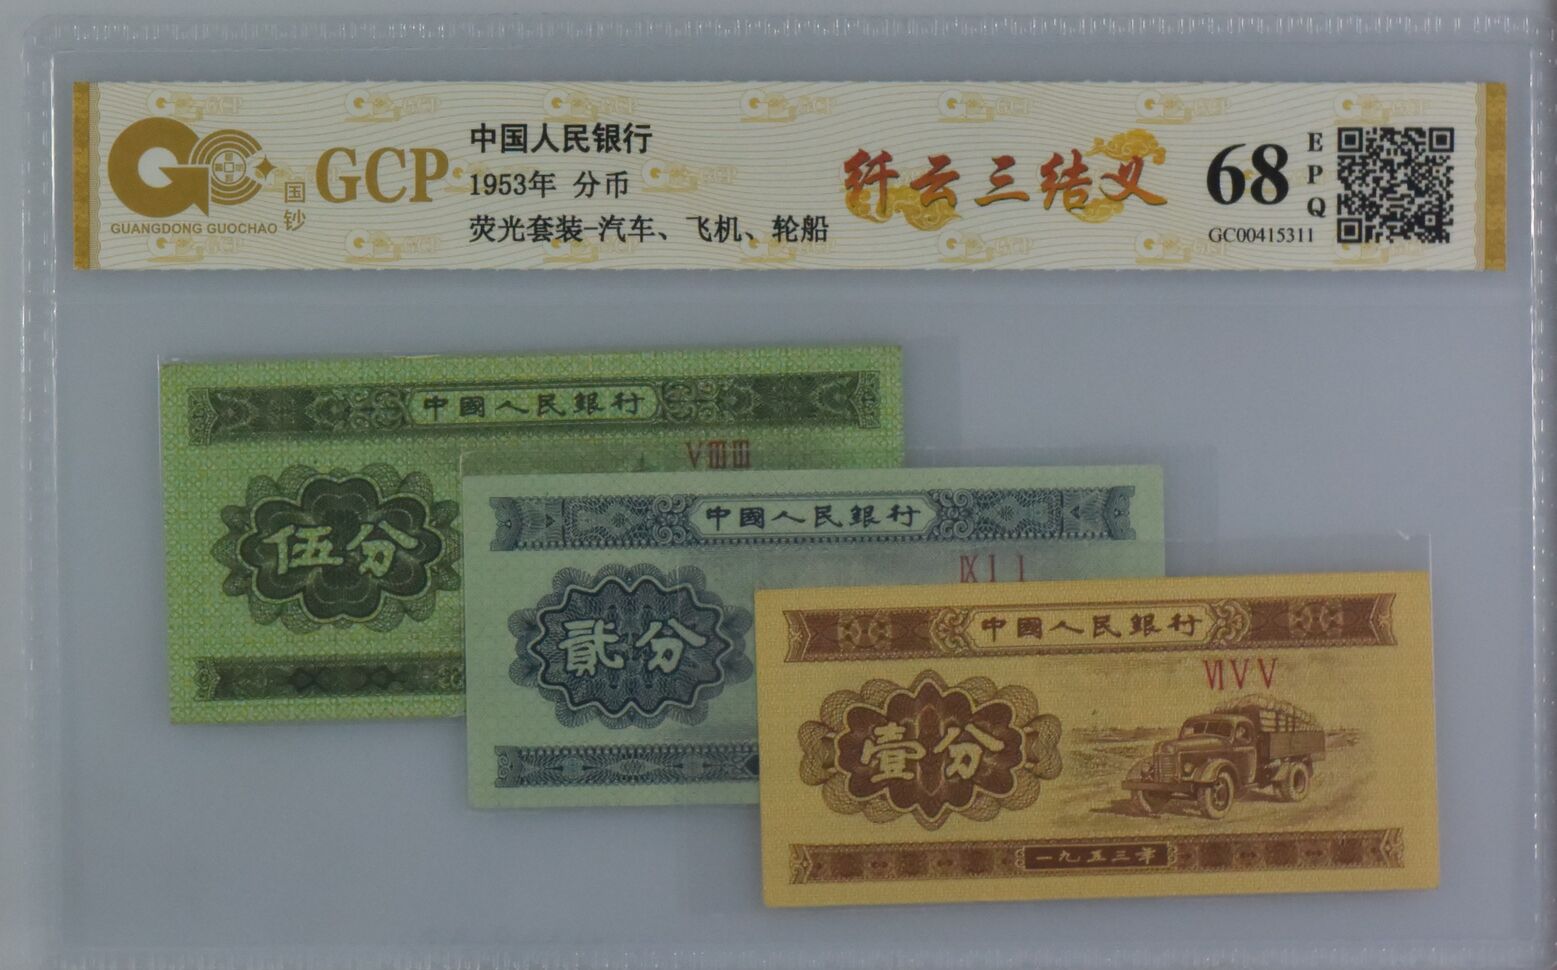 GUANGDONG GUOCHAO
国钞
GCP
中国人民银行
1953年 分币
荧光套装-汽车、飞机、轮船
纤云三结义
68
EPQ
GC00415311
中國人民銀行
伍分
中國人民銀行
ⅨⅠⅠ
貳分
中國人民銀行
ⅥⅤⅤ
壹分
一九五三年